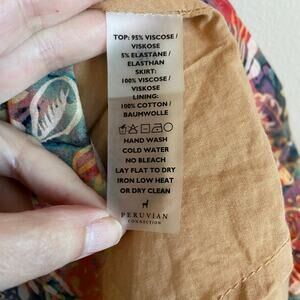 TOP: 95% VISCOSE /
VISKOSE
5% ELASTANE /
ELASTHAN
SKIRT:
100% VISCOSE /
VISKOSE
LINING:
100% COTTON /
BAUMWOLLE
HAND WASH
COLD WATER
NO BLEACH
LAY FLAT TO DRY
IRON LOW HEAT
OR DRY CLEAN
PERUVIAN
CONNECTION